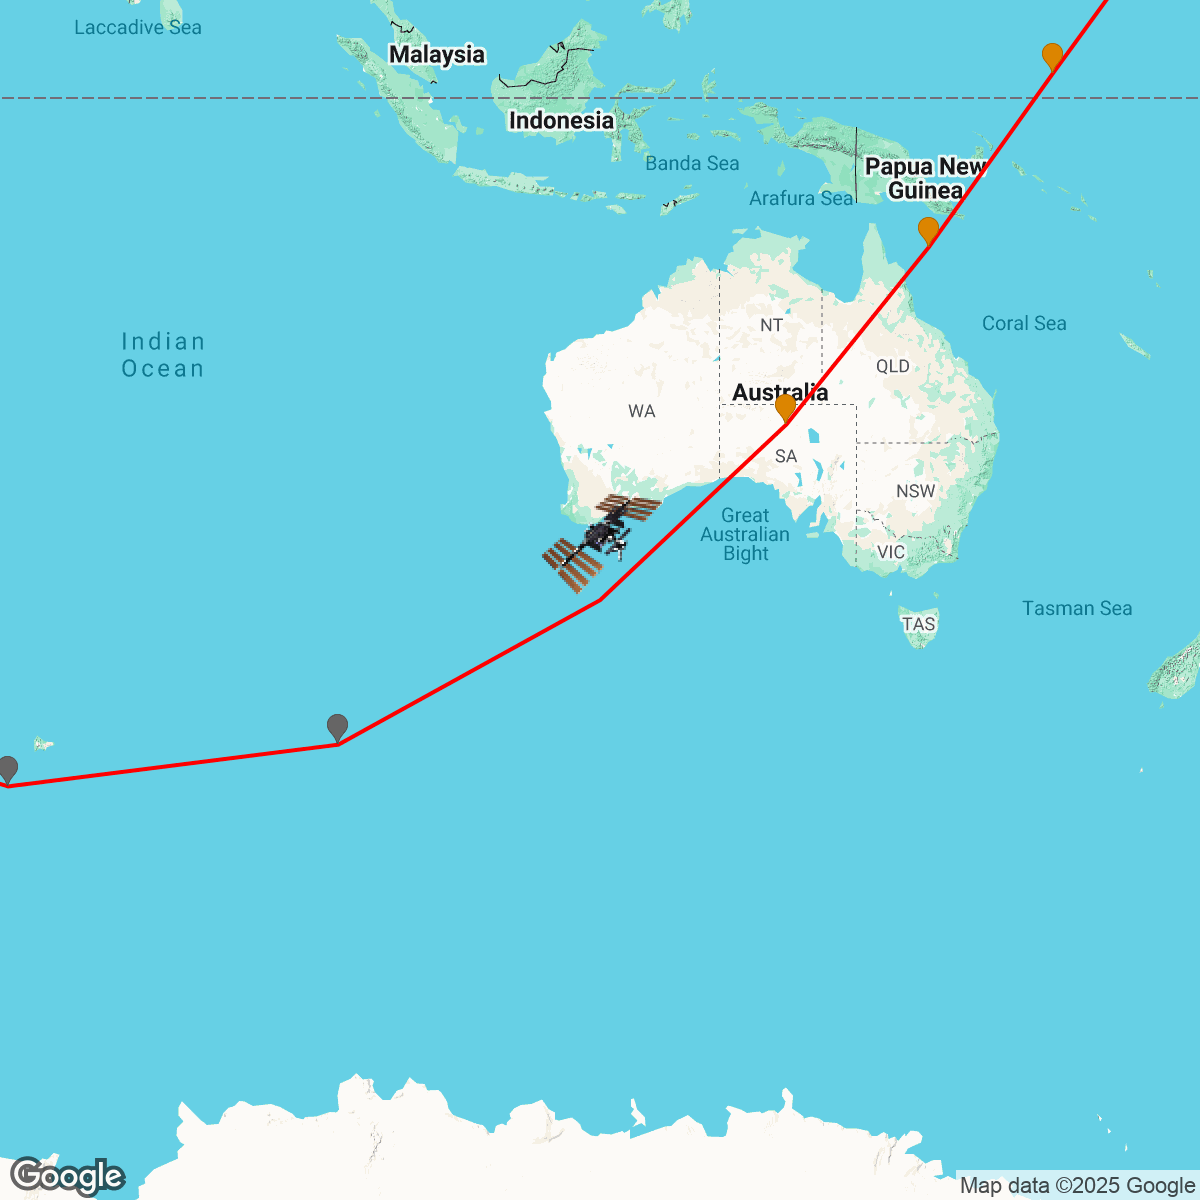 Laccadive Sea
Malaysia
Indonesia
Banda Sea
Papua New
Guinea
Arafura Sea
Indian
Ocean
Coral Sea
NT
QLD
Australia
WA
SA
NSW
Great
Australian
Bight
VIC
Tasman Sea
TAS
Google
Map data ©2025 Google